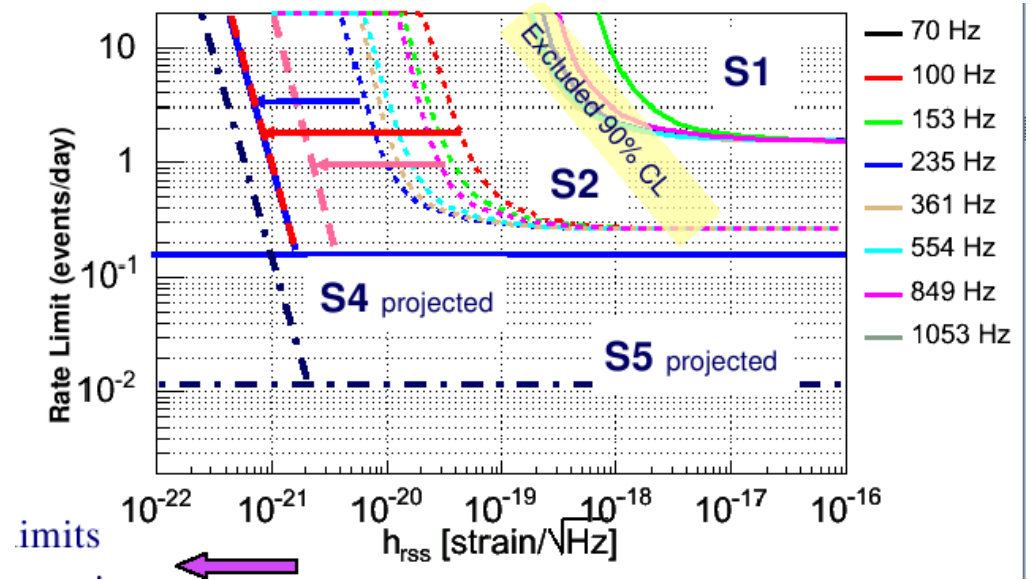 10
1
10-1
10-2
Rate Limit (events/day)
S1
S2
Excluded 90% CL
S4 projected
S5 projected
10-22
10-21
10-20
10-19
10-18
10-17
10-16
hrss [strain/√Hz]
70 Hz
100 Hz
153 Hz
235 Hz
361 Hz
554 Hz
849 Hz
1053 Hz
imits